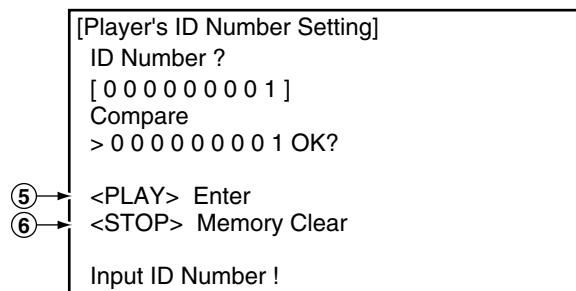 [Player's ID Number Setting]
ID Number ?
[ 0 0 0 0 0 0 0 0 1 ]
Compare
> 0 0 0 0 0 0 0 0 1 OK?
⑤ <PLAY> Enter
⑥ <STOP> Memory Clear
Input ID Number !